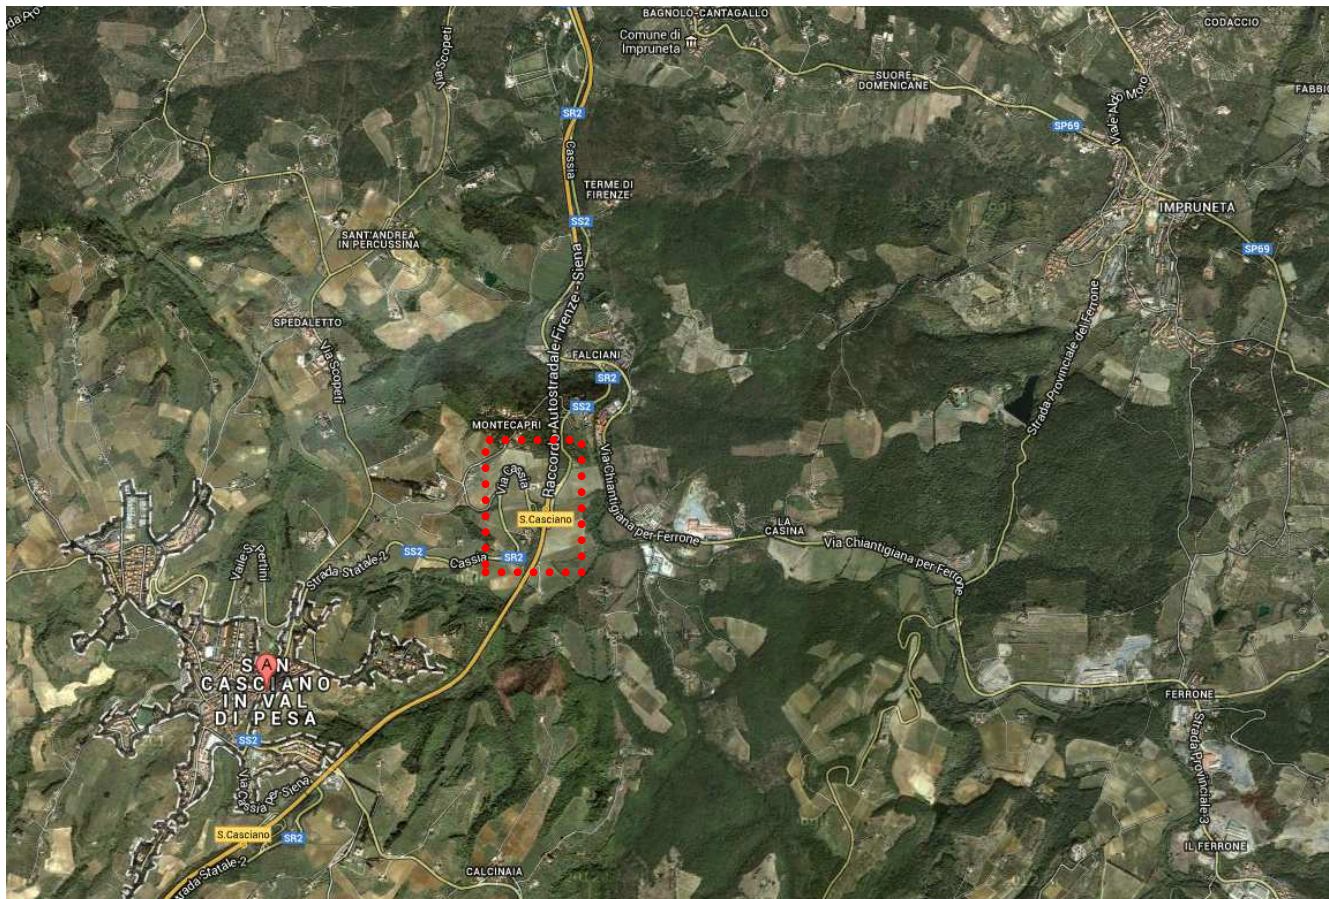 BAGNOLO-CANTAGALLO
CODACCIO
Comune di
Impruneta
Via Scopeti
SUORE
DOMENICANE
FABBIO
Viale Aldo Moro
SR2
SP69
Cassia
TERME DI
FIRENZE
IMPRUNETA
SS2
SANT'ANDREA
IN PERCUSSINA
SP69
Raccordo Autostradale Firenze - Siena
SPEDALETTO
Via Scopeti
FALCIANI
SR2
Strada Provinciale del Ferrone
SS2
MONTECAPRI
Via Cassia
Via Chiantigiana per Ferrone
S.Casciano
LA
CASINA
Via Chiantigiana per Ferrone
SS2
Cassia
SR2
Strada Statale 2
Viale S. Pertini
A
SAN
CASCIANO
IN VAL
DI PESA
FERRONE
SS2
Strada Provinciale 3
Via Cassia per Siena
S.Casciano
SR2
IL FERRONE
Strada Statale 2
CALCINAIA